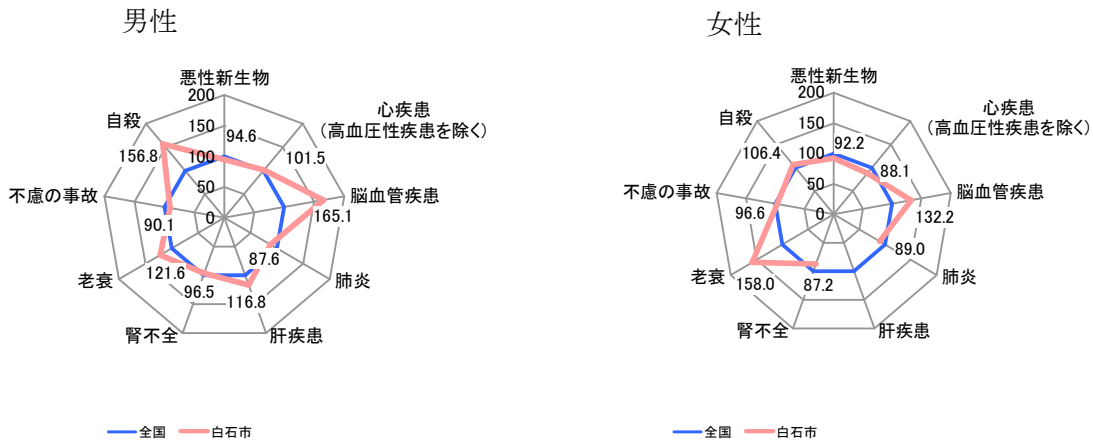 男性
悪性新生物
200
心疾患
(高血圧性疾患を除く)
自殺
150
94.6
156.8
100
101.5
50
不慮の事故
脳血管疾患
0
165.1
90.1
87.6
121.6
老衰
肺炎
96.5
116.8
腎不全
肝疾患
全国
白石市
女性
悪性新生物
200
心疾患
(高血圧性疾患を除く)
自殺
150
92.2
106.4
100
88.1
50
不慮の事故
脳血管疾患
96.6
0
132.2
89.0
老衰
肺炎
158.0
87.2
腎不全
肝疾患
全国
白石市